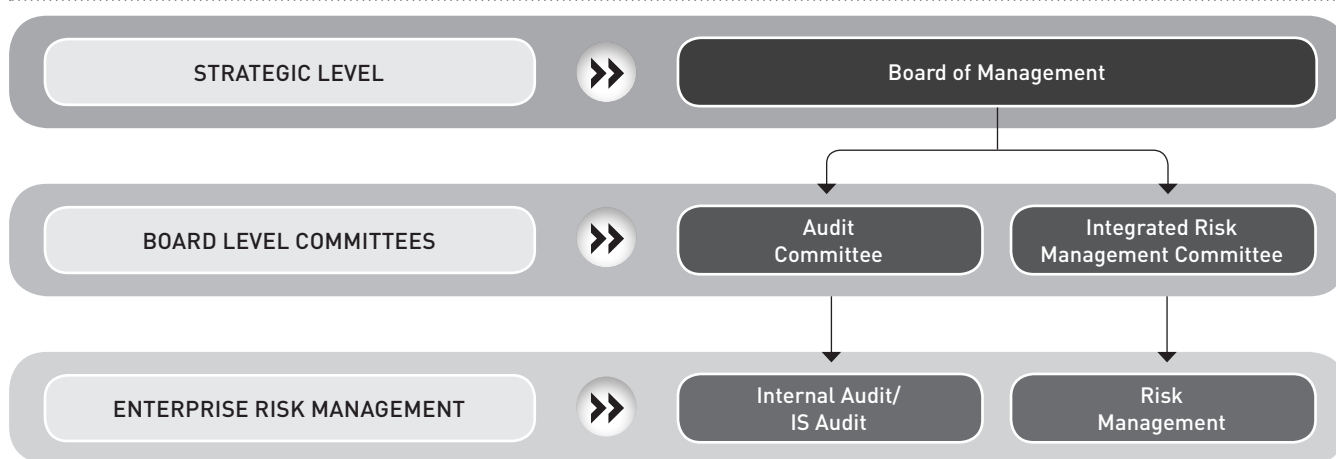 STRATEGIC LEVEL
Board of Management
BOARD LEVEL COMMITTEES
Audit
Committee
Integrated Risk
Management Committee
ENTERPRISE RISK MANAGEMENT
Internal Audit/
IS Audit
Risk
Management